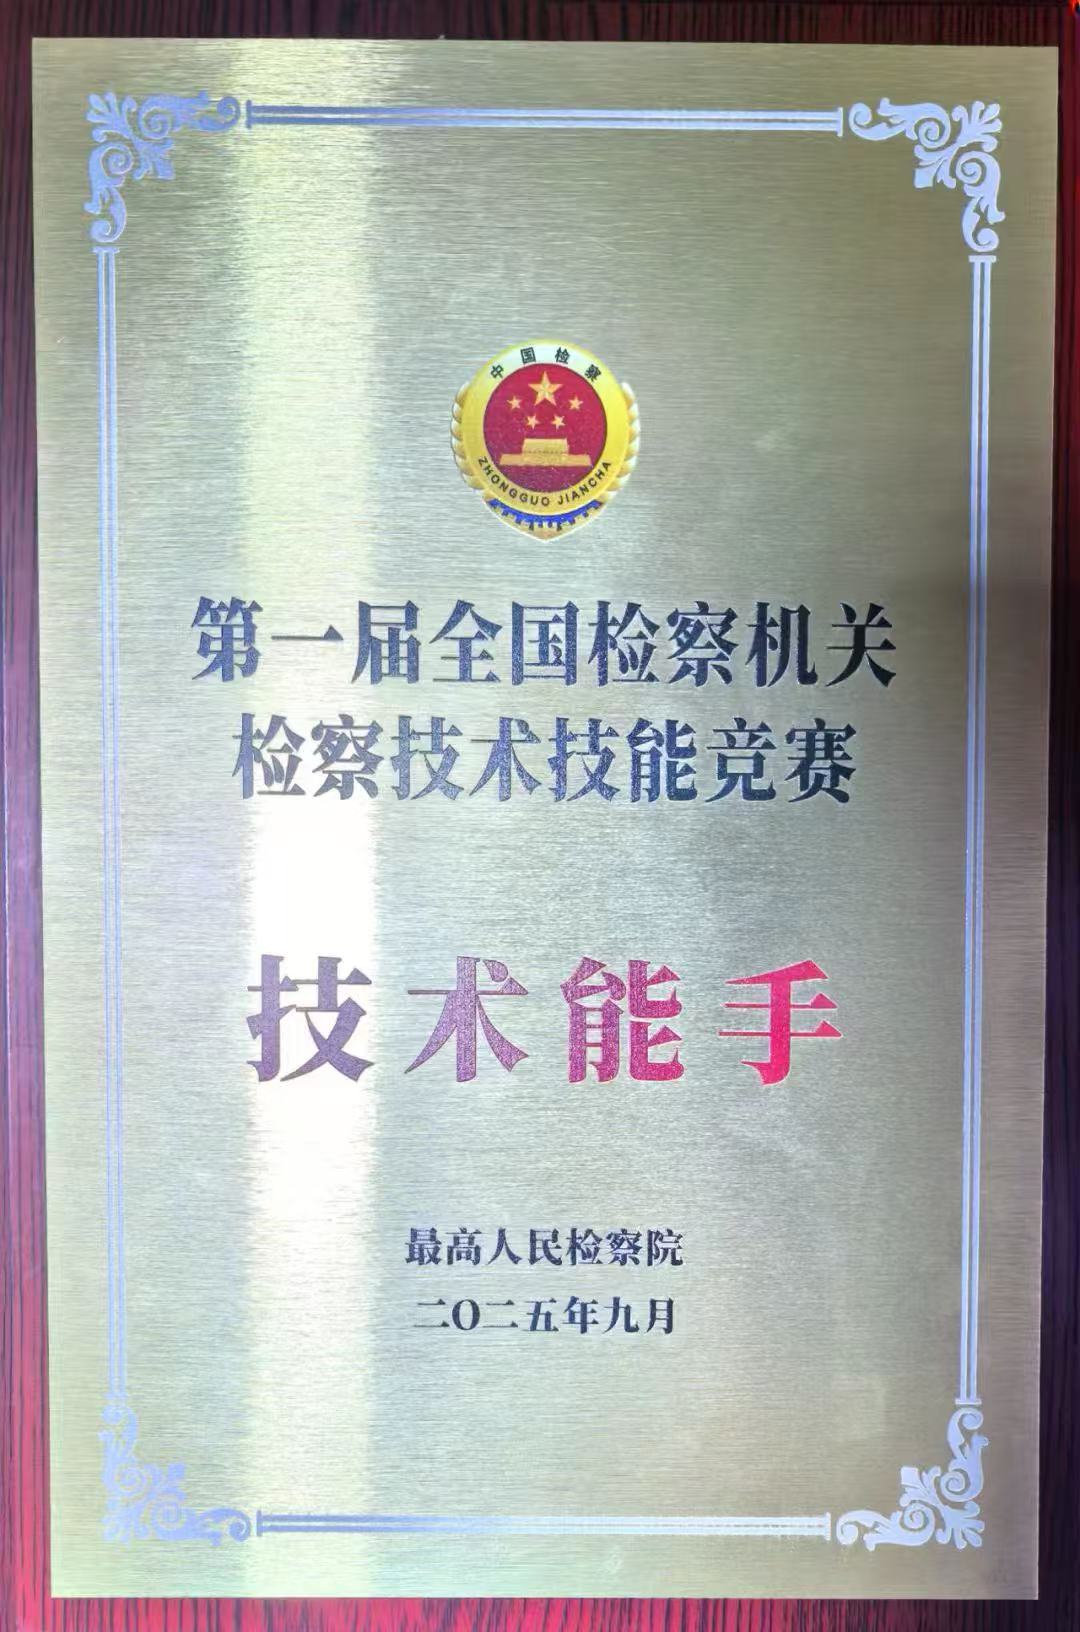 中国检察
ZHONGGUO JIANCHA
第一届全国检察机关
检察技术技能竞赛
技术能手
最高人民检察院
二〇二五年九月